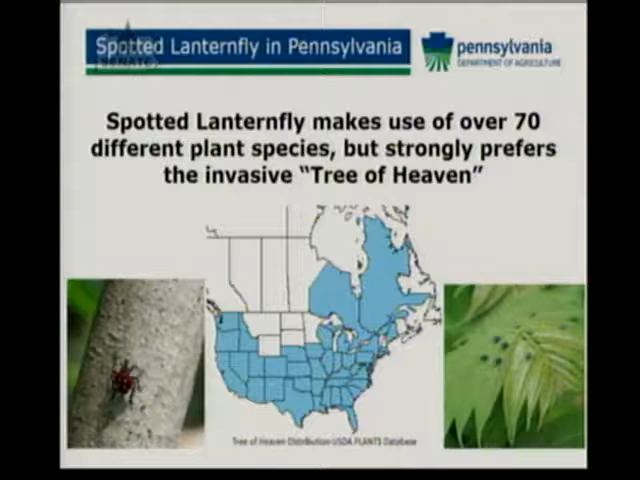 Spotted Lanternfly in Pennsylvania
SENATE
pennsylvania
DEPARTMENT OF AGRICULTURE
Spotted Lanternfly makes use of over 70
different plant species, but strongly prefers
the invasive “Tree of Heaven”
Tree of Heaven Distribution-USDA PLANTS Database